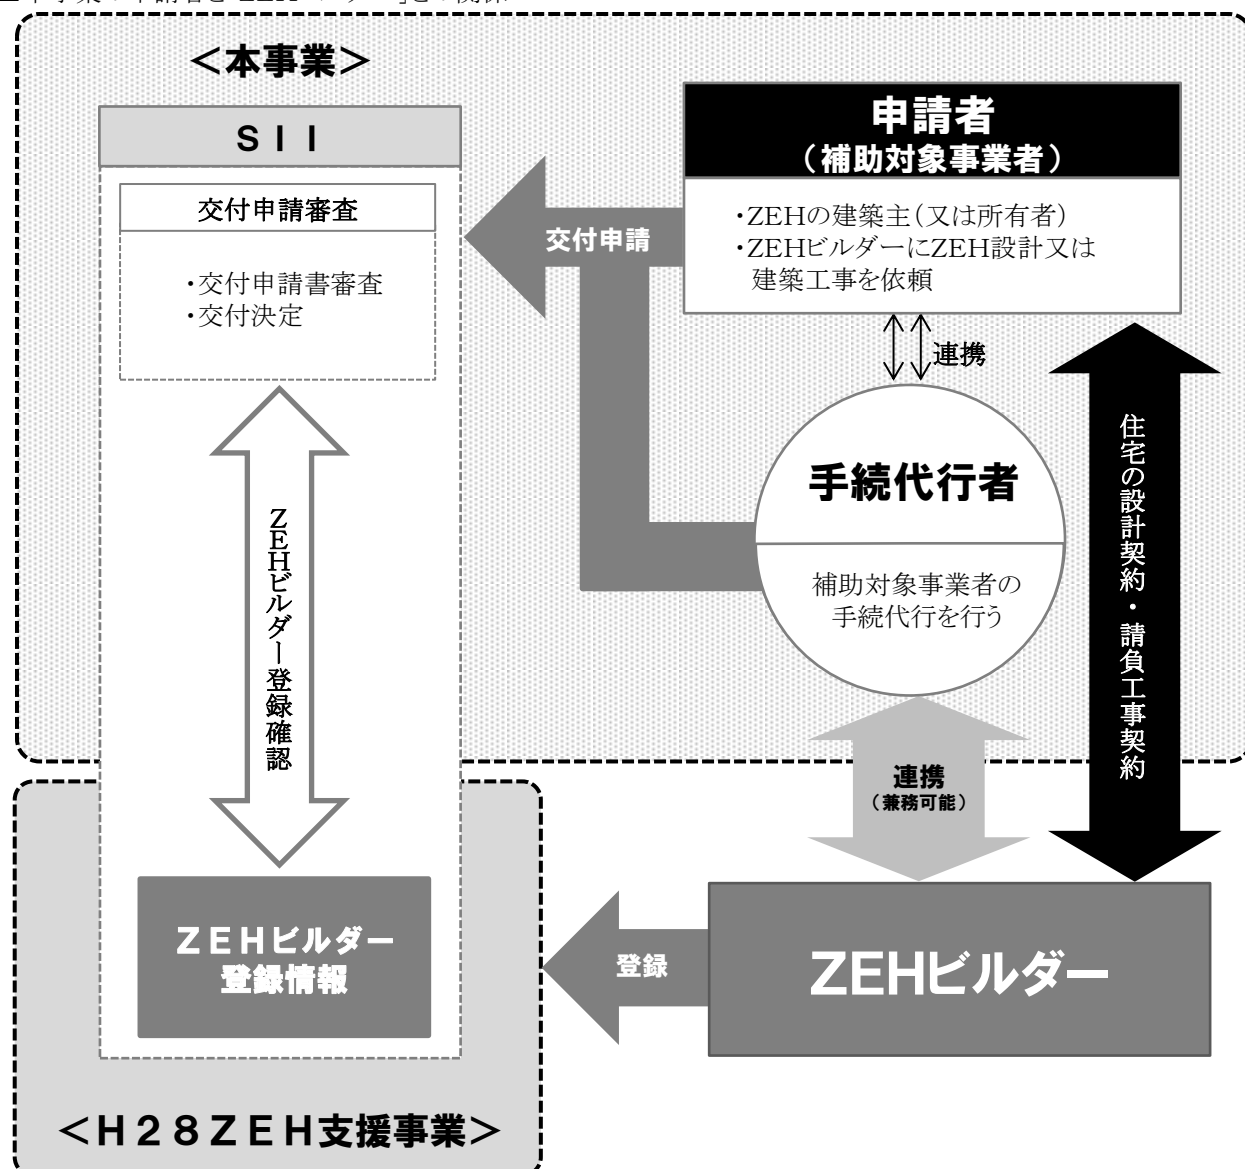 ＜本事業＞
ＳＩＩ
交付申請審査
・交付申請書審査
・交付決定
ZEHビルダー登録確認
ＺＥＨビルダー
登録情報
＜Ｈ２８ＺＥＨ支援事業＞
交付申請
申請者
（補助対象事業者）
・ZEHの建築主（又は所有者）
・ZEHビルダーにZEH設計又は
建築工事を依頼
連携
手続代行者
補助対象事業者の
手続代行を行う
住宅の設計契約・請負工事契約
連携
（兼務可能）
登録
ZEHビルダー